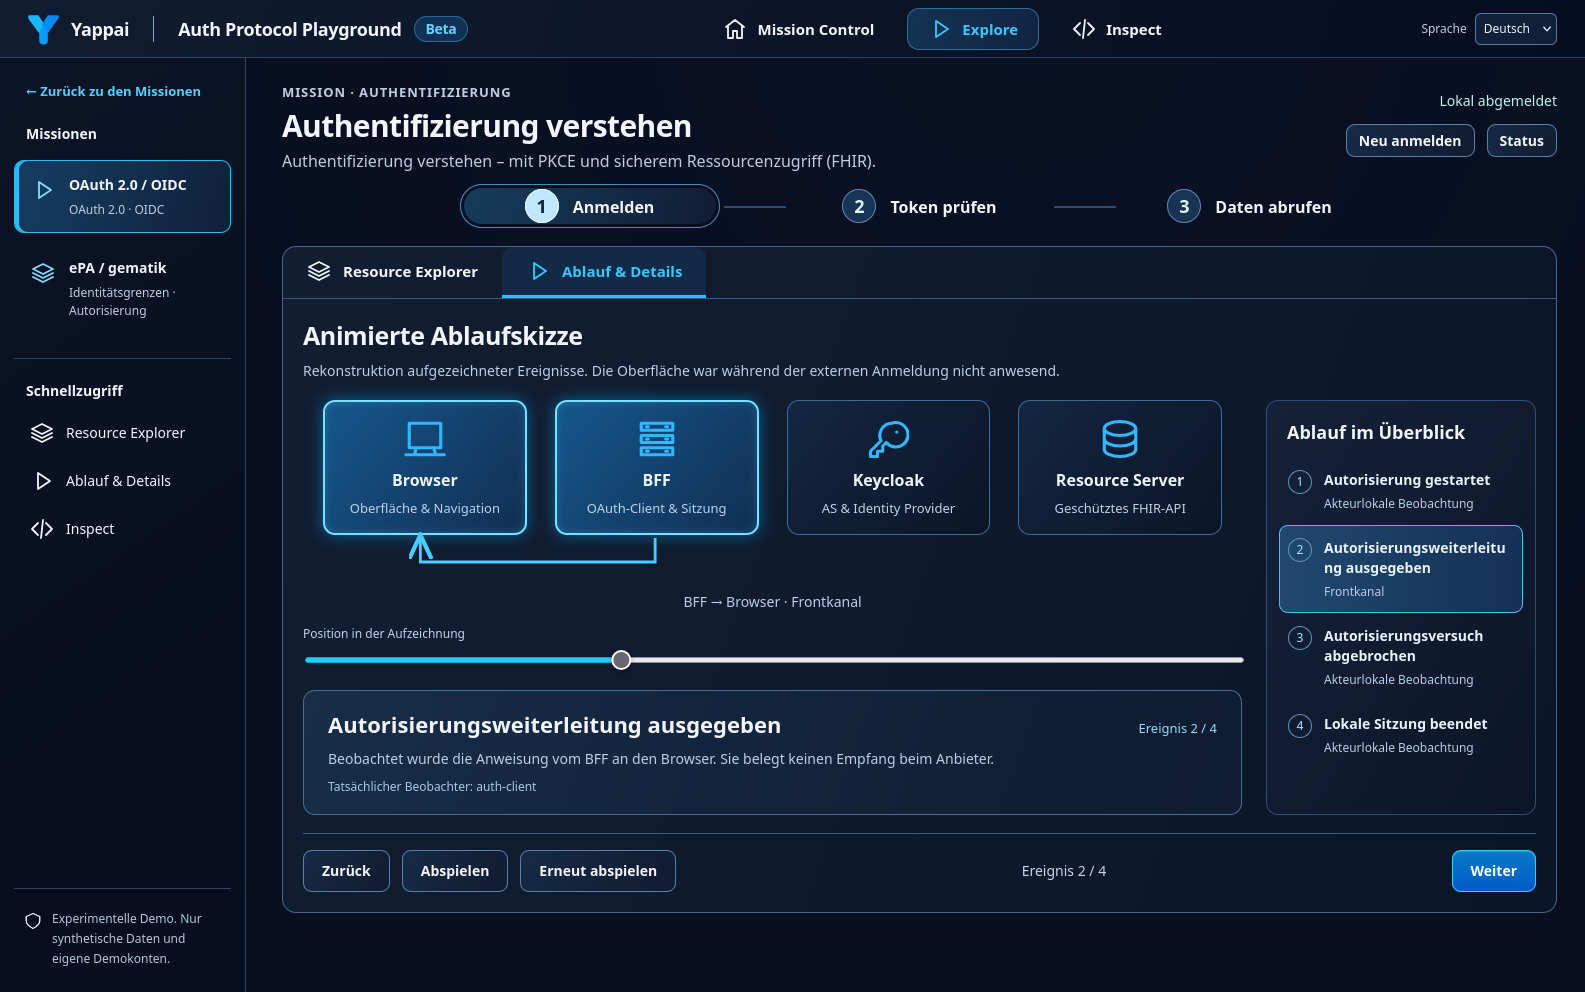 Yappai
Auth Protocol Playground
Beta
Mission Control
Explore
Inspect
Sprache
Deutsch
← Zurück zu den Missionen
Missionen
OAuth 2.0 / OIDC
OAuth 2.0 · OIDC
ePA / gematik
Identitätsgrenzen ·
Autorisierung
Schnellzugriff
Resource Explorer
Ablauf & Details
Inspect
Experimentelle Demo. Nur
synthetische Daten und
eigene Demokonten.
MISSION · AUTHENTIFIZIERUNG
Authentifizierung verstehen
Authentifizierung verstehen – mit PKCE und sicherem Ressourcenzugriff (FHIR).
Lokal abgemeldet
Neu anmelden
Status
1 Anmelden
2 Token prüfen
3 Daten abrufen
Resource Explorer
Ablauf & Details
Animierte Ablaufskizze
Rekonstruktion aufgezeichneter Ereignisse. Die Oberfläche war während der externen Anmeldung nicht anwesend.
Browser
Oberfläche & Navigation
BFF
OAuth-Client & Sitzung
Keycloak
AS & Identity Provider
Resource Server
Geschütztes FHIR-API
BFF → Browser · Frontkanal
Position in der Aufzeichnung
Autorisierungsweiterleitung ausgegeben
Ereignis 2 / 4
Beobachtet wurde die Anweisung vom BFF an den Browser. Sie belegt keinen Empfang beim Anbieter.
Tatsächlicher Beobachter: auth-client
Ablauf im Überblick
1 Autorisierung gestartet
Akteurlokale Beobachtung
2 Autorisierungsweiterleitu
ng ausgegeben
Frontkanal
3 Autorisierungsversuch
abgebrochen
Akteurlokale Beobachtung
4 Lokale Sitzung beendet
Akteurlokale Beobachtung
Zurück
Abspielen
Erneut abspielen
Ereignis 2 / 4
Weiter